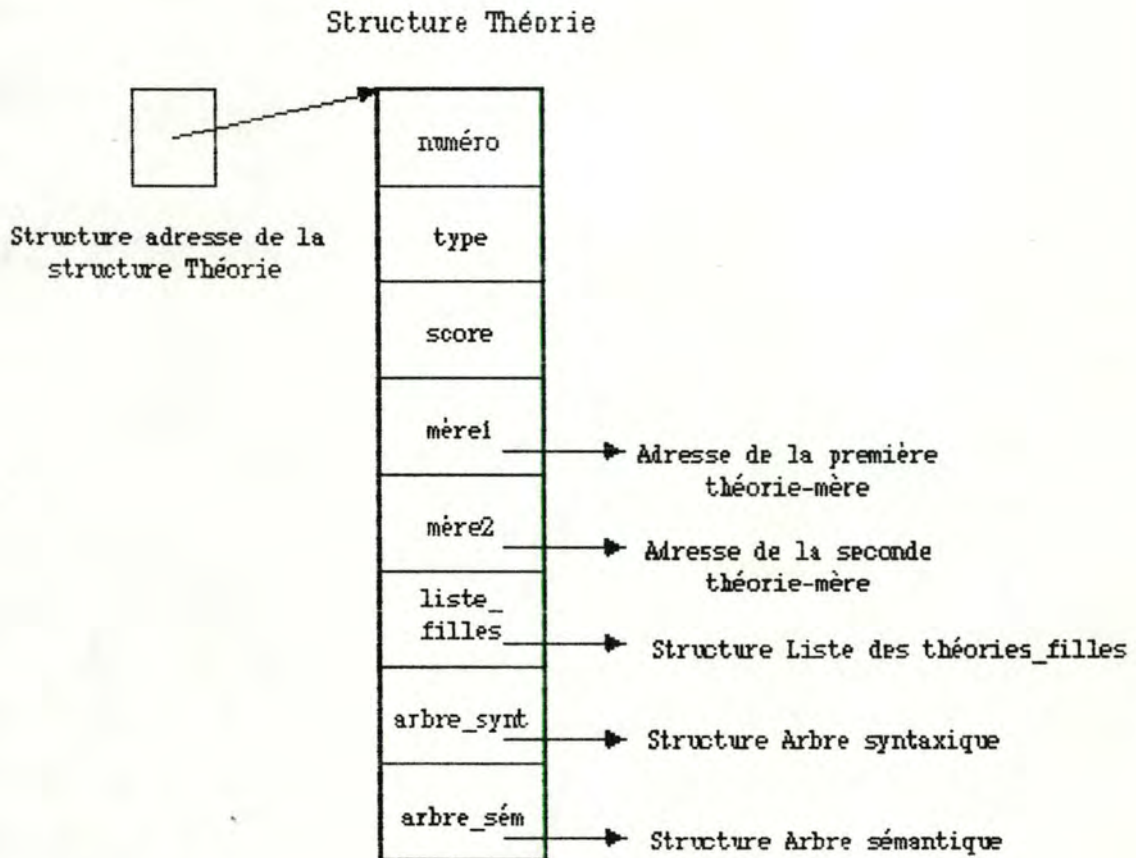 Structure Théorie
numéro
Structure adresse de la
structure Théorie
type
score
mère1
Adresse de la première
théorie-mère
mère2
Adresse de la seconde
théorie-mère
liste_
filles
Structure Liste des théories_filles
arbre_synt
Structure Arbre syntaxique
arbre_sém
Structure Arbre sémantique